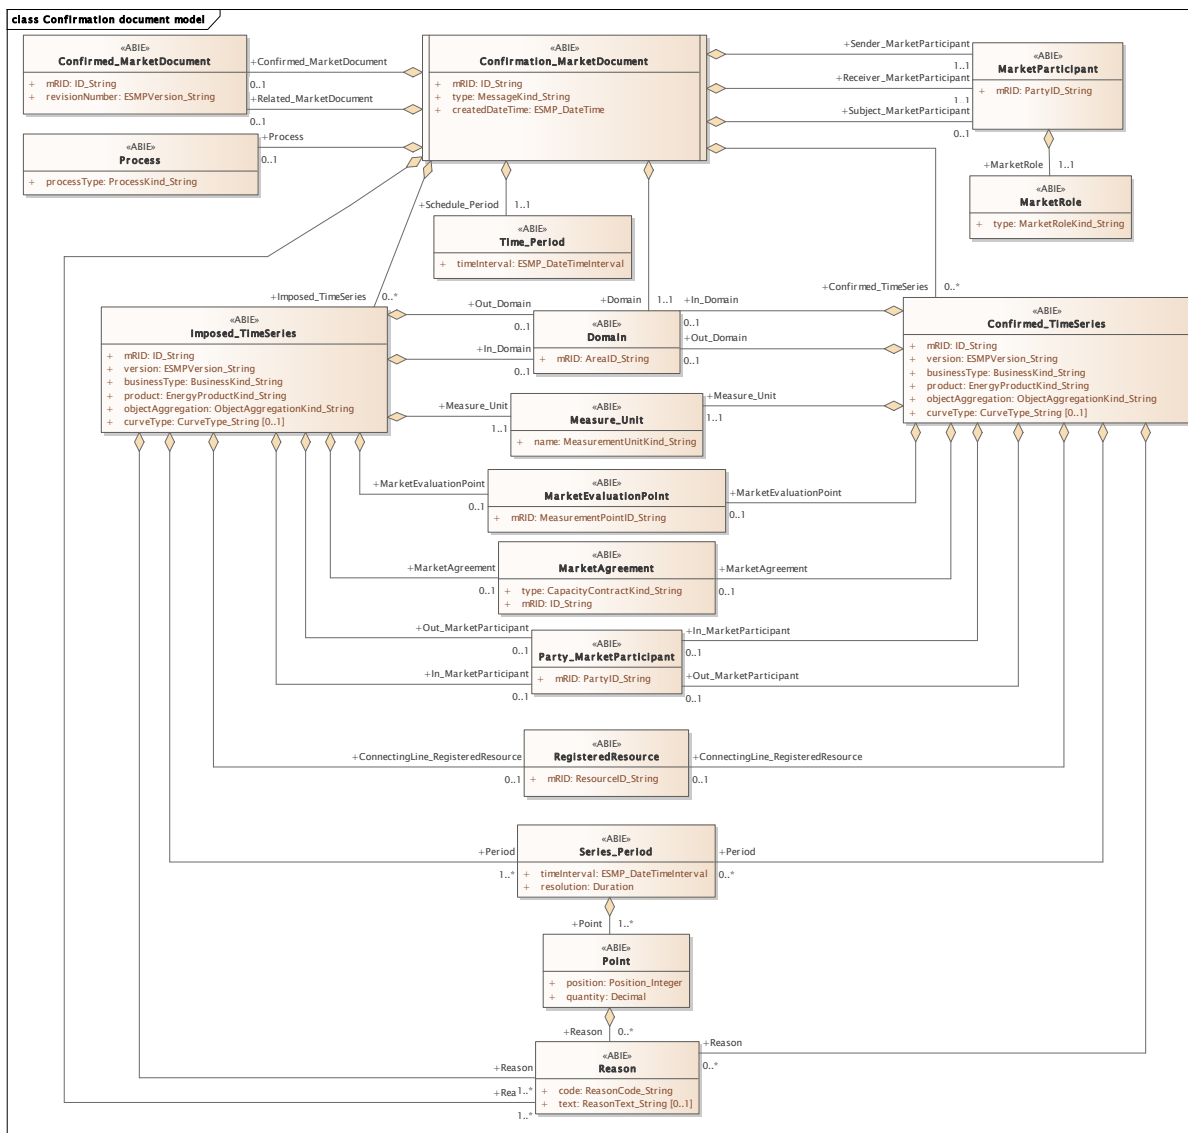 class Confirmation document model
«ABIE»
Confirmed_MarketDocument
+ mRID: ID_String
+ revisionNumber: ESMPVersion_String
+Confirmed_MarketDocument
0..1
+Related_MarketDocument
0..1
«ABIE»
Confirmation_MarketDocument
+ mRID: ID_String
+ type: MessageKind_String
+ createdDateTime: ESMP_DateTime
+Sender_MarketParticipant
1..1
+Receiver_MarketParticipant
1..1
+Subject_MarketParticipant
0..1
«ABIE»
MarketParticipant
+ mRID: PartyID_String
+MarketRole
1..1
«ABIE»
MarketRole
+ type: MarketRoleKind_String
«ABIE»
Process
+ processType: ProcessKind_String
+Process
0..1
+Schedule_Period
1..1
«ABIE»
Time_Period
+ timeInterval: ESMP_DateTimeInterval
+Imposed_TimeSeries
0..*
+Domain
1..1
+Confirmed_TimeSeries
0..*
«ABIE»
Imposed_TimeSeries
+ mRID: ID_String
+ version: ESMPVersion_String
+ businessType: BusinessKind_String
+ product: EnergyProductKind_String
+ objectAggregation: ObjectAggregationKind_String
+ curveType: CurveType_String [0..1]
+Out_Domain
0..1
+In_Domain
0..1
«ABIE»
Domain
+ mRID: AreaID_String
+In_Domain
0..1
+Out_Domain
0..1
«ABIE»
Confirmed_TimeSeries
+ mRID: ID_String
+ version: ESMPVersion_String
+ businessType: BusinessKind_String
+ product: EnergyProductKind_String
+ objectAggregation: ObjectAggregationKind_String
+ curveType: CurveType_String [0..1]
+Measure_Unit
1..1
«ABIE»
Measure_Unit
+ name: MeasurementUnitKind_String
+Measure_Unit
1..1
+MarketEvaluationPoint
0..1
«ABIE»
MarketEvaluationPoint
+ mRID: MeasurementPointID_String
+MarketEvaluationPoint
0..1
+MarketAgreement
0..1
«ABIE»
MarketAgreement
+ type: CapacityContractKind_String
+ mRID: ID_String
+MarketAgreement
0..1
+Out_MarketParticipant
0..1
+In_MarketParticipant
0..1
«ABIE»
Party_MarketParticipant
+ mRID: PartyID_String
+In_MarketParticipant
0..1
+Out_MarketParticipant
0..1
+ConnectingLine_RegisteredResource
0..1
«ABIE»
RegisteredResource
+ mRID: ResourceID_String
+ConnectingLine_RegisteredResource
0..1
+Period
1..*
«ABIE»
Series_Period
+ timeInterval: ESMP_DateTimeInterval
+ resolution: Duration
+Period
0..*
+Point
1..*
«ABIE»
Point
+ position: Position_Integer
+ quantity: Decimal
+Reason
0..*
+Reason
0..*
+Reason
1..*
+Rea
1..*
«ABIE»
Reason
+ code: ReasonCode_String
+ text: ReasonText_String [0..1]